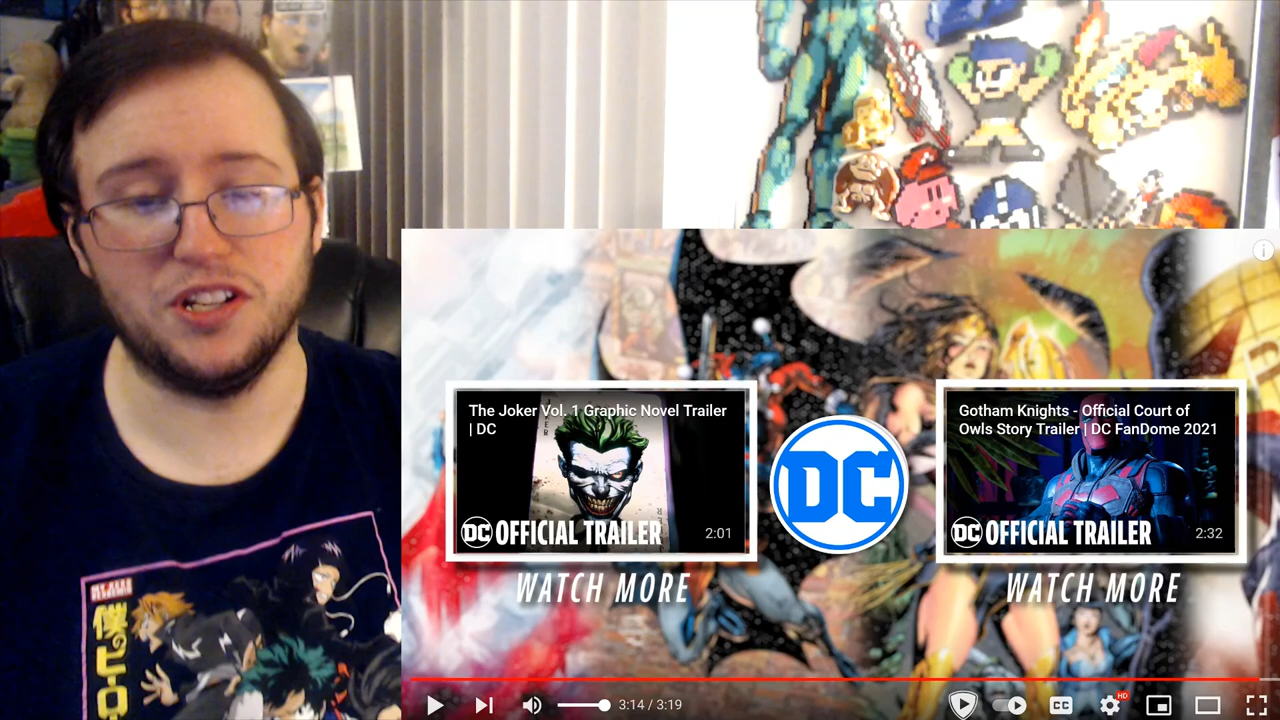 The Joker Vol. 1 Graphic Novel Trailer
| DC
DC OFFICIAL TRAILER
2:01
WATCH MORE
DC
Gotham Knights - Official Court of
Owls Story Trailer | DC FanDome 2021
DC OFFICIAL TRAILER
2:32
WATCH MORE
僕のヒーロ
3:14 / 3:19
CC
HD